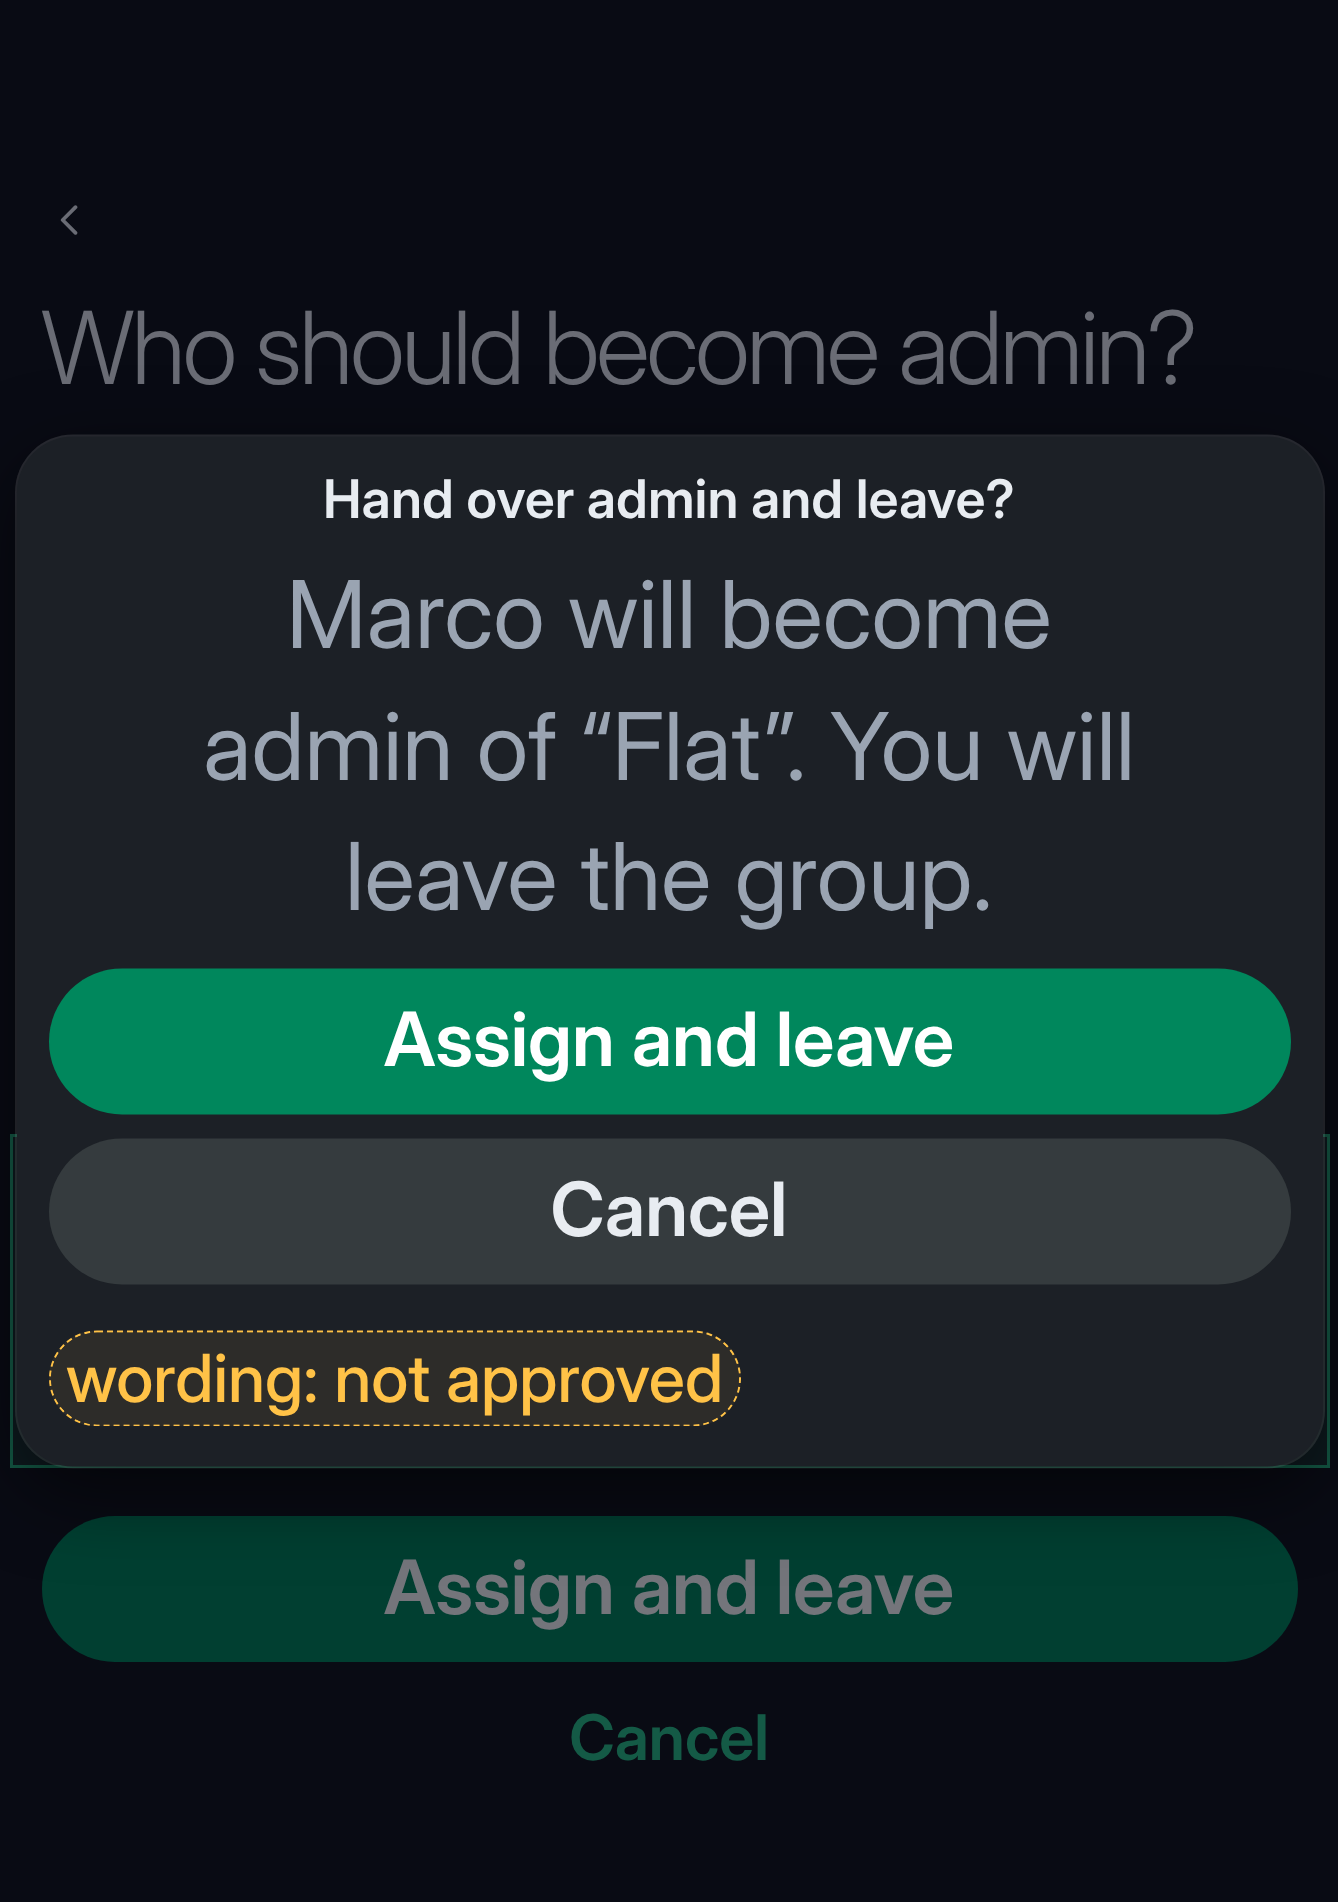 Who should become admin?
Hand over admin and leave?
Marco will become
admin of “Flat”. You will
leave the group.
Assign and leave
Cancel
wording: not approved
Assign and leave
Cancel